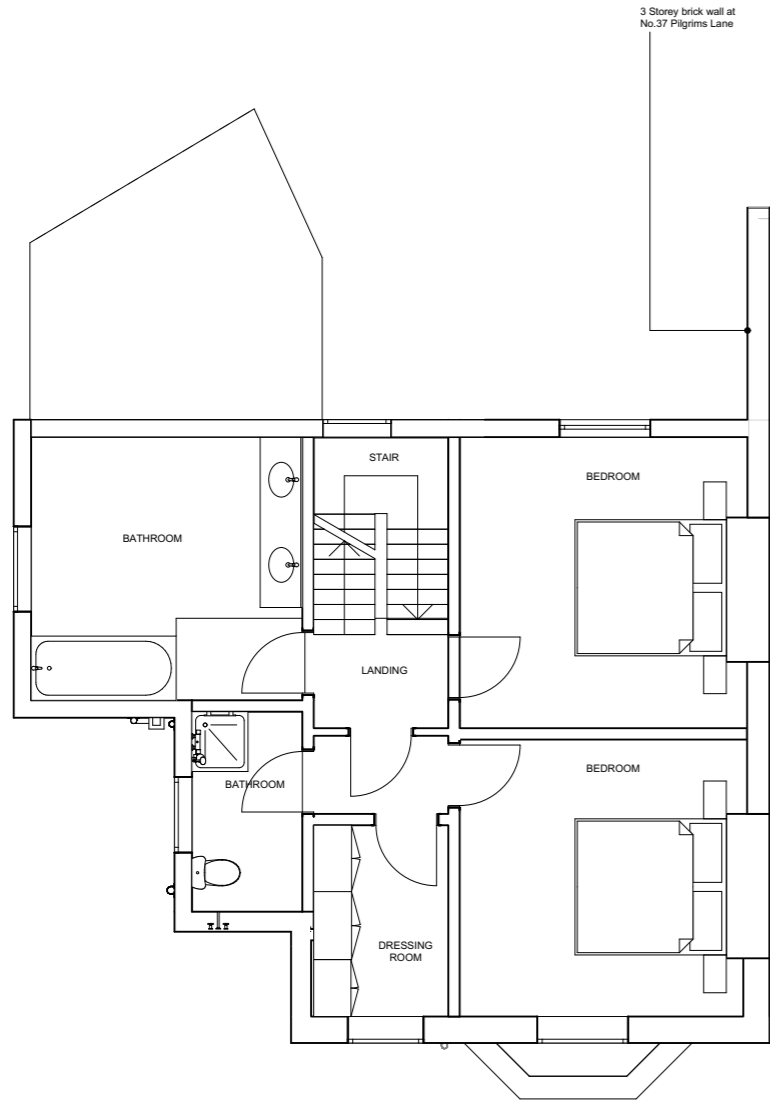 3 Storey brick wall at
No.37 Pilgrims Lane
STAIR
BEDROOM
BATHROOM
LANDING
BEDROOM
BATHROOM
DRESSING
ROOM